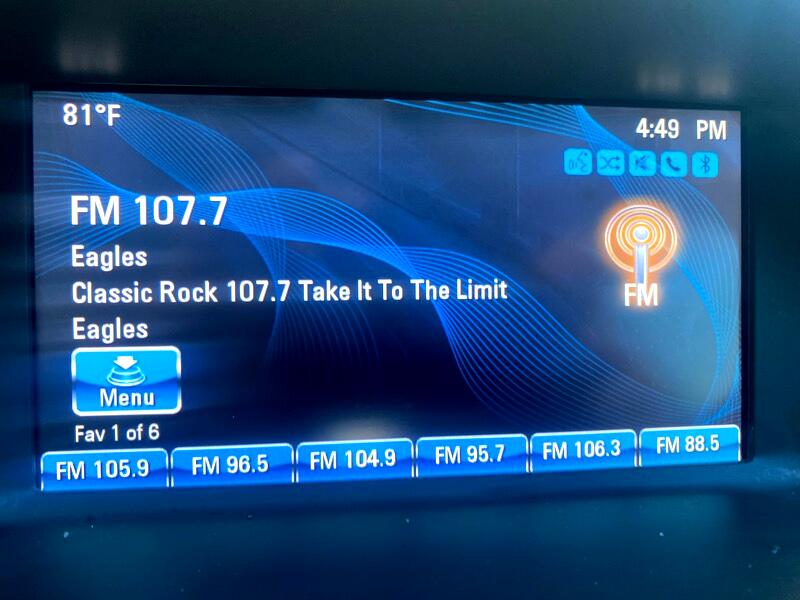 81°F
4:49 PM
FM 107.7
Eagles
Classic Rock 107.7 Take It To The Limit
Eagles
FM
Menu
Fav 1 of 6
FM 105.9
FM 96.5
FM 104.9
FM 95.7
FM 106.3
FM 88.5